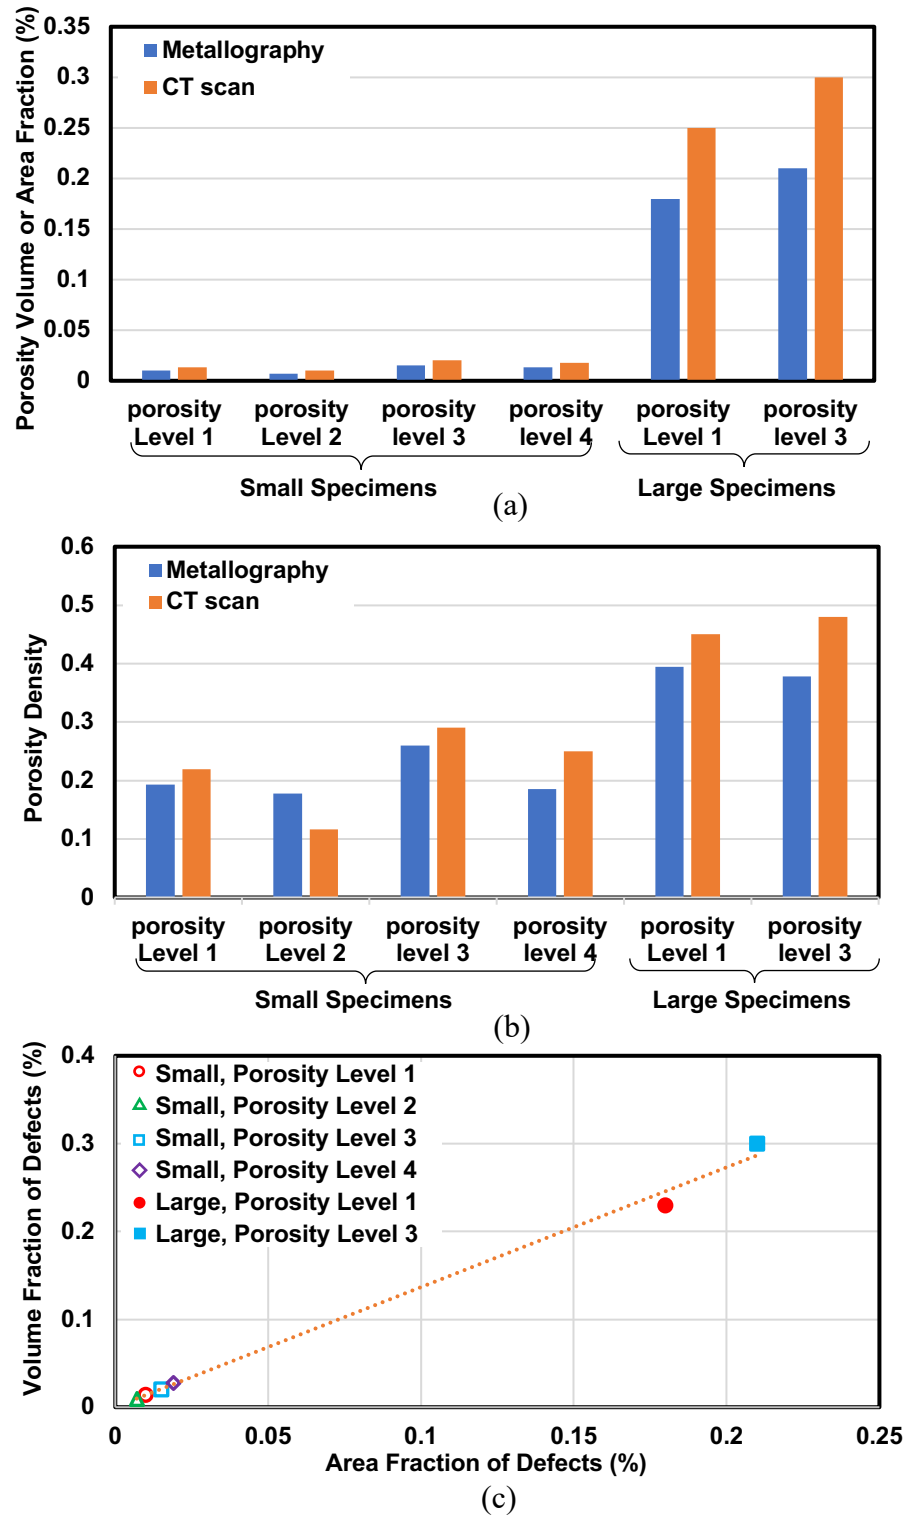 Porosity Volume or Area Fraction (%)
0.35
0.3
0.25
0.2
0.15
0.1
0.05
0
Metallography
CT scan
porosity Level 1
porosity Level 2
porosity level 3
porosity level 4
porosity Level 1
porosity level 3
Small Specimens
Large Specimens
(a)
Porosity Density
0.6
0.5
0.4
0.3
0.2
0.1
0
Metallography
CT scan
porosity Level 1
porosity Level 2
porosity level 3
porosity level 4
porosity Level 1
porosity level 3
Small Specimens
Large Specimens
(b)
Volume Fraction of Defects (%)
0.4
0.3
0.2
0.1
0
Small, Porosity Level 1
Small, Porosity Level 2
Small, Porosity Level 3
Small, Porosity Level 4
Large, Porosity Level 1
Large, Porosity Level 3
0
0.05
0.1
0.15
0.2
0.25
Area Fraction of Defects (%)
(c)